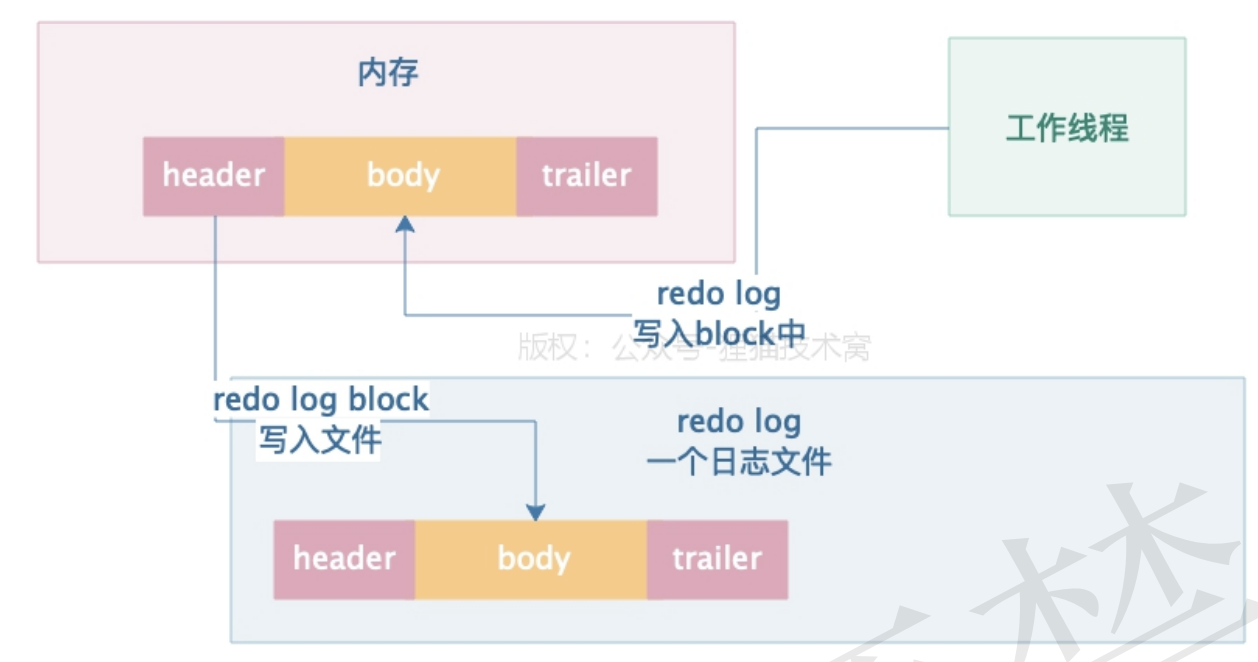 内存
工作线程
header body trailer
redo log
写入block中
版权：公众号-狸猫技术窝
redo log block
写入文件
redo log
一个日志文件
header body trailer